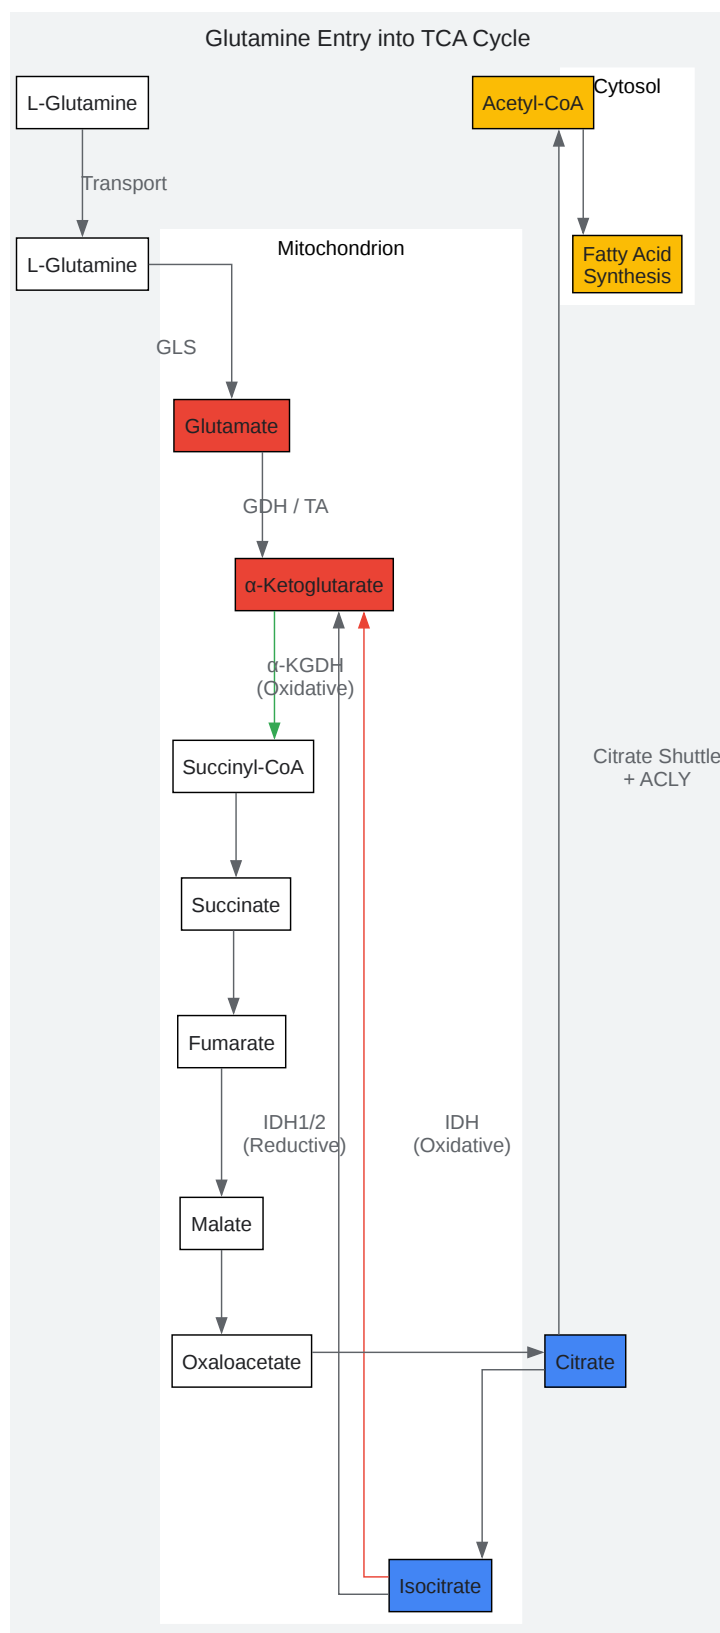 Glutamine Entry into TCA Cycle
L-Glutamine
Acetyl-CoA
Cytosol
Transport
L-Glutamine
Mitochondrion
Fatty Acid
Synthesis
GLS
Glutamate
GDH / TA
α-Ketoglutarate
α-KGDH
(Oxidative)
Succinyl-CoA
Citrate Shuttle
+ ACLY
Succinate
Fumarate
IDH1/2
(Reductive)
IDH
(Oxidative)
Malate
Oxaloacetate
Citrate
Isocitrate